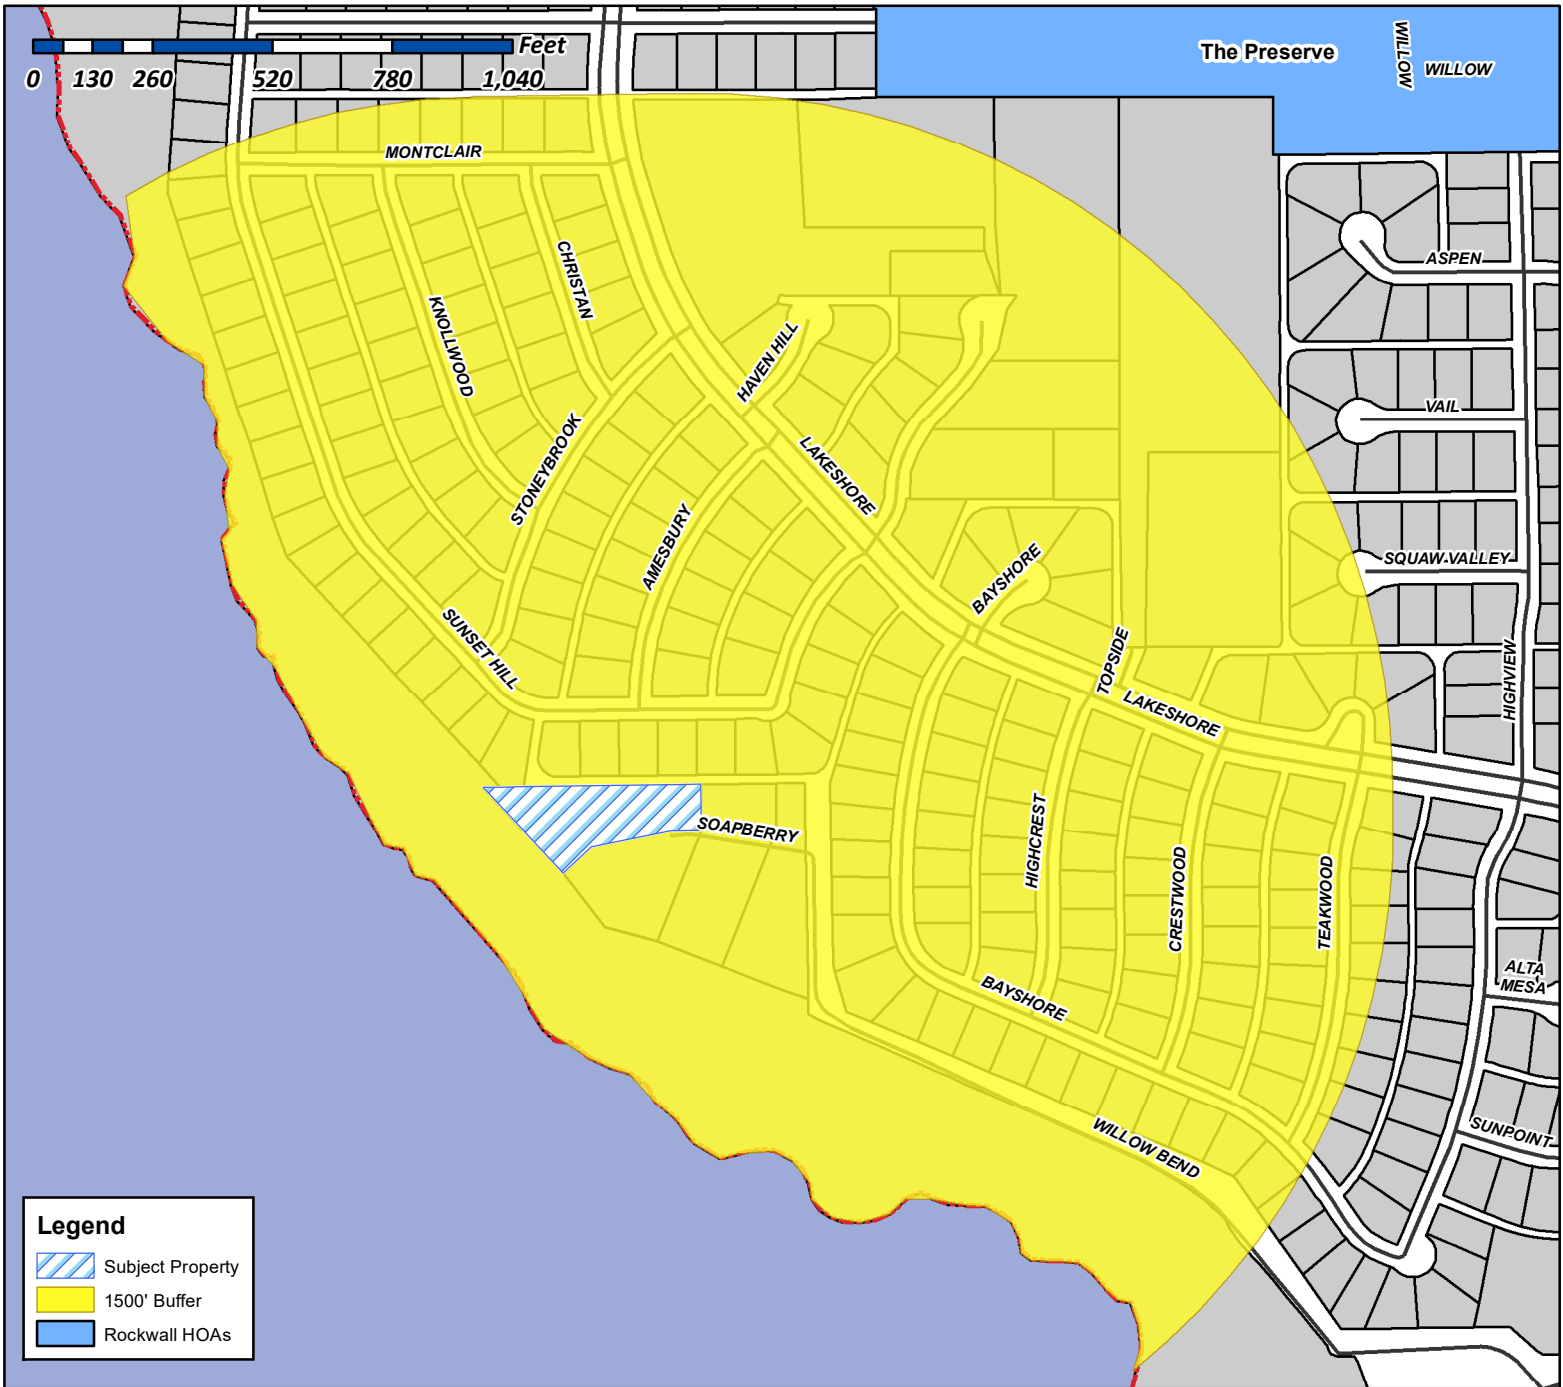 Feet
0 130 260 520 780 1,040
The Preserve
WILLOW
WILLOW
MONTCLAIR
CHRISTAN
ASPEN
KNOLLWOOD
HAVEN HILL
VAIL
STONEYBROOK
LAKESHORE
AMESBURY
SQUAW VALLEY
BAYSHORE
SUNSET HILL
TOPSIDE
HIGHVIEW
LAKESHORE
SOAPBERRY
HIGHCREST
CRESTWOOD
TEAKWOOD
ALTA
MESA
BAYSHORE
SUNPOINT
WILLOW BEND
Legend
Subject Property
1500' Buffer
Rockwall HOAs